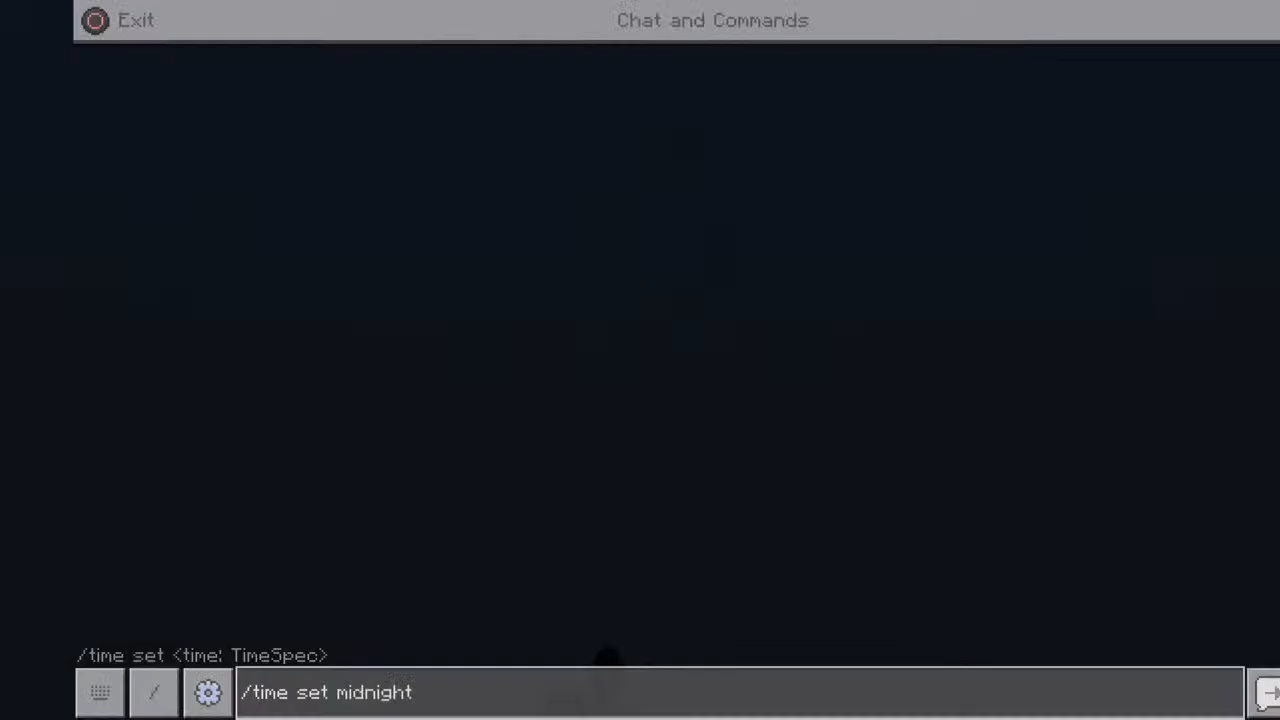 Exit
Chat and Commands
/time set <time: TimeSpec>
/
/time set midnight